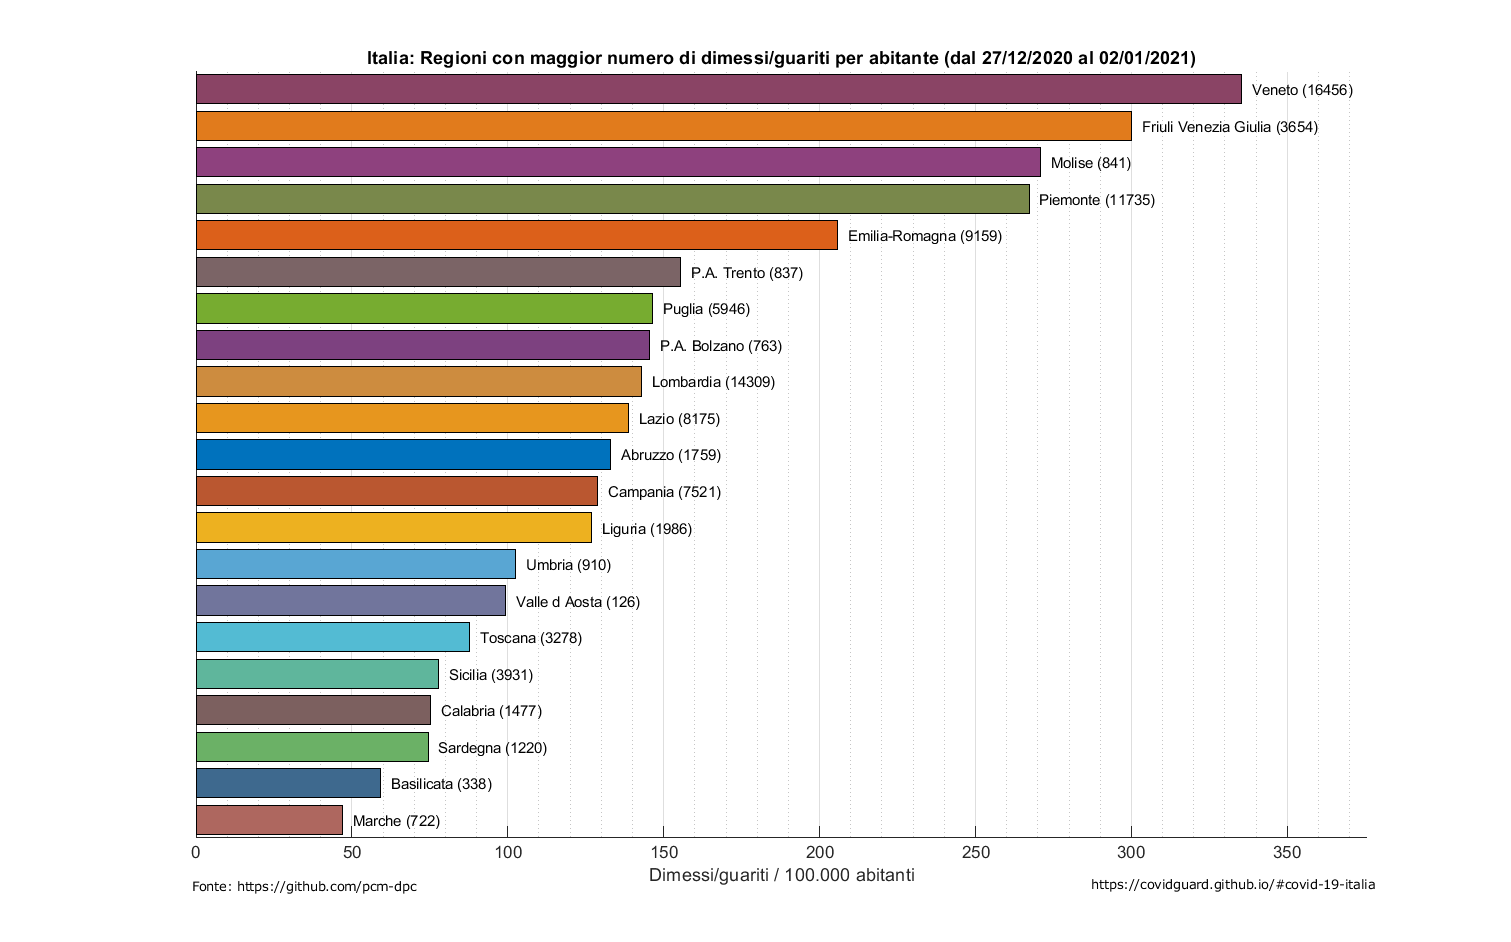 Italia: Regioni con maggior numero di dimessi/guariti per abitante (dal 27/12/2020 al 02/01/2021)
Veneto (16456)
Friuli Venezia Giulia (3654)
Molise (841)
Piemonte (11735)
Emilia-Romagna (9159)
P.A. Trento (837)
Puglia (5946)
P.A. Bolzano (763)
Lombardia (14309)
Lazio (8175)
Abruzzo (1759)
Campania (7521)
Liguria (1986)
Umbria (910)
Valle d Aosta (126)
Toscana (3278)
Sicilia (3931)
Calabria (1477)
Sardegna (1220)
Basilicata (338)
Marche (722)
0 50 100 150 200 250 300 350
Dimessi/guariti / 100.000 abitanti
Fonte: https://github.com/pcm-dpc
https://covidguard.github.io/#covid-19-italia